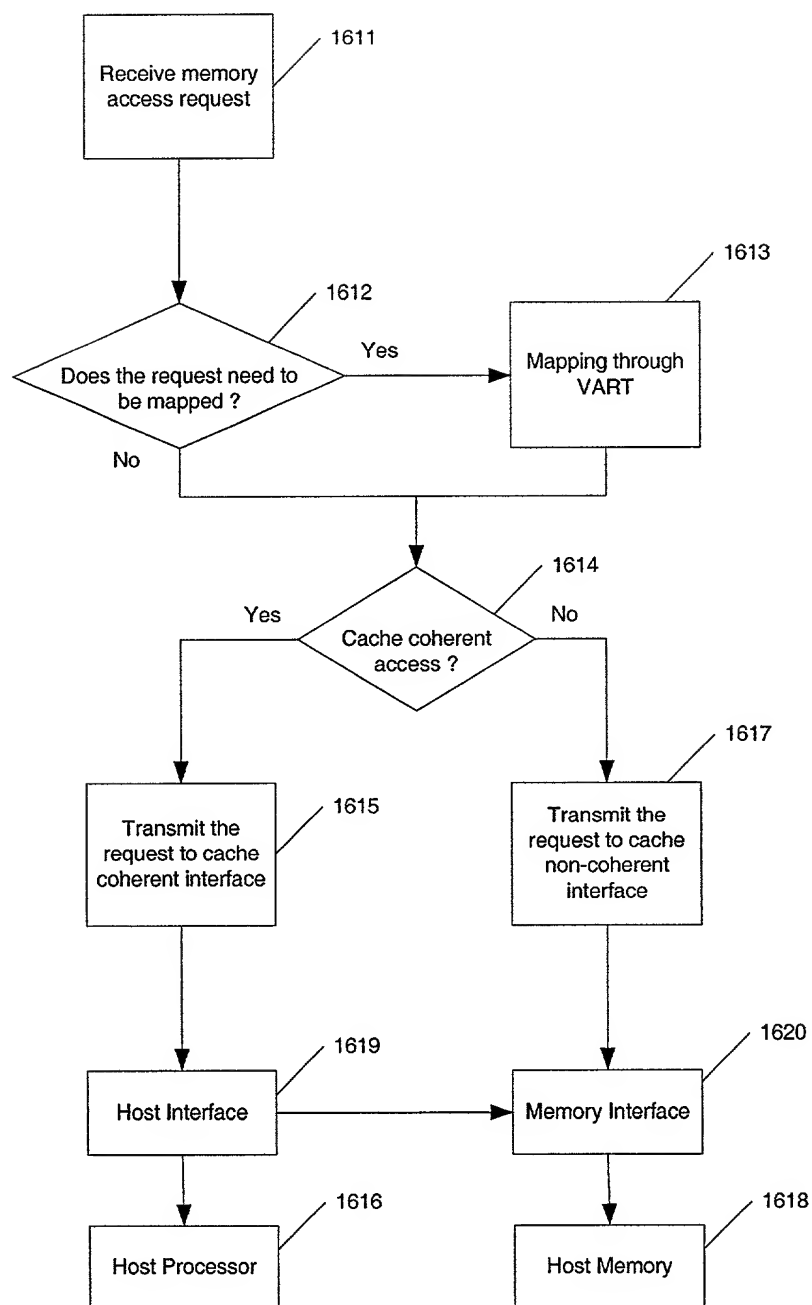 1611
Receive memory
access request
1613
1612
Yes
Mapping through
VART
Does the request need to
be mapped ?
No
1614
Yes
No
Cache coherent
access ?
1617
1615
Transmit the
request to cache
coherent interface
Transmit the
request to cache
non-coherent
interface
1619
1620
Host Interface
Memory Interface
1616
1618
Host Processor
Host Memory